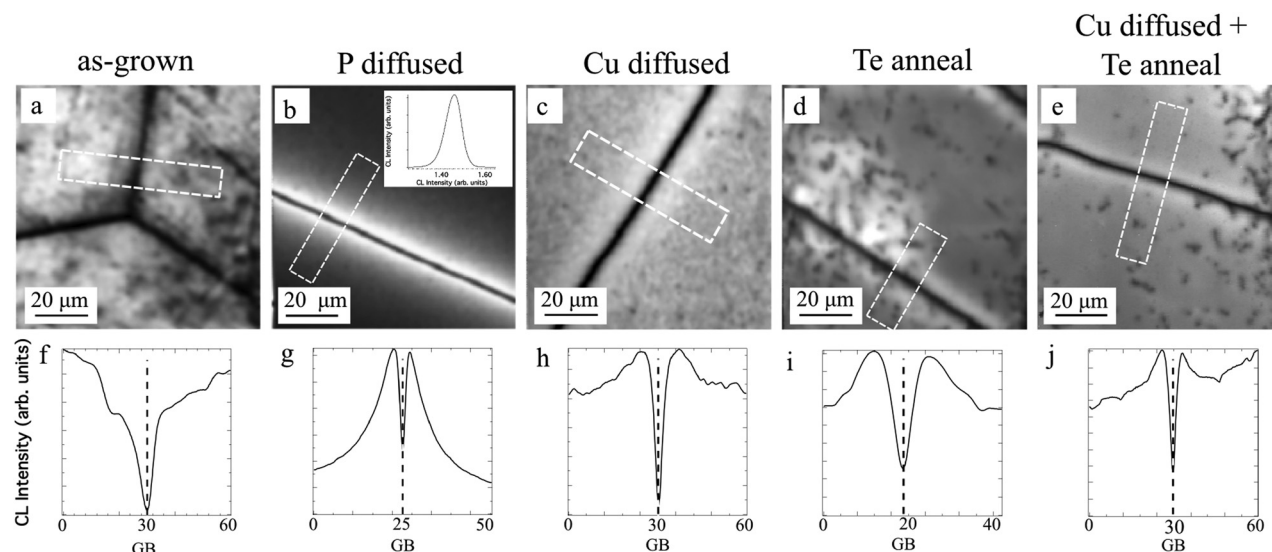 as-grown
P diffused
Cu diffused
Te anneal
Cu diffused +
Te anneal
a
b
c
d
e
CL Intensity (arb. units)
1.40
1.60
CL Intensity (arb. units)
20 μm
20 μm
20 μm
20 μm
20 μm
CL Intensity (arb. units)
f
g
h
i
j
0
30
60
0
25
50
0
30
60
0
20
40
0
30
60
GB
GB
GB
GB
GB